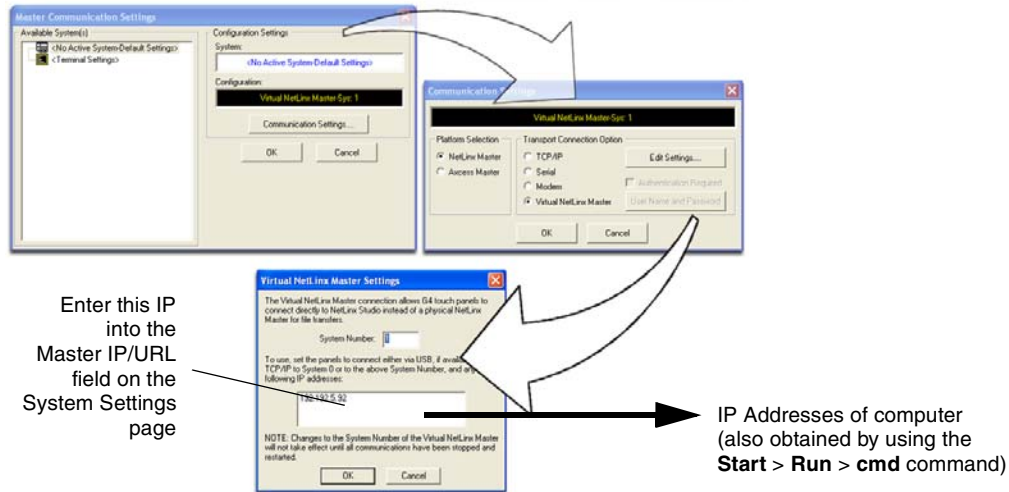 Master Communication Settings
Available System(s)
<No Active System-Default Settings>
<Terminal Settings>
Configuration Settings
System:
<No Active System-Default Settings>
Configuration:
Virtual NetLinx Master-Sys: 1
Communication Settings....
OK
Cancel
Communication
Virtual NetLinx Master-Sys: 1
Platform Selection
NetLinx Master
Axcess Master
Transport Connection Option
TCP/IP
Serial
Modem
Virtual NetLinx Master
Edit Settings....
Authentication Required
User Name and Password
OK
Cancel
Virtual NetLinx Master Settings
The Virtual NetLinx Master connection allows G4 touch panels to
connect directly to NetLinx Studio instead of a physical NetLinx
Master for file transfers.
System Number:
To use, set the panels to connect either via USB, if
TCP/IP to System 0 or to the above System Number, and
following IP addresses:
NOTE: Changes to the System Number of the Virtual NetLinx Master
will not take effect until all communications have been stopped and
restarted.
OK
Cancel
Enter this IP
into the
Master IP/URL
field on the
System Settings
page
IP Addresses of computer
(also obtained by using the
Start > Run > cmd command)